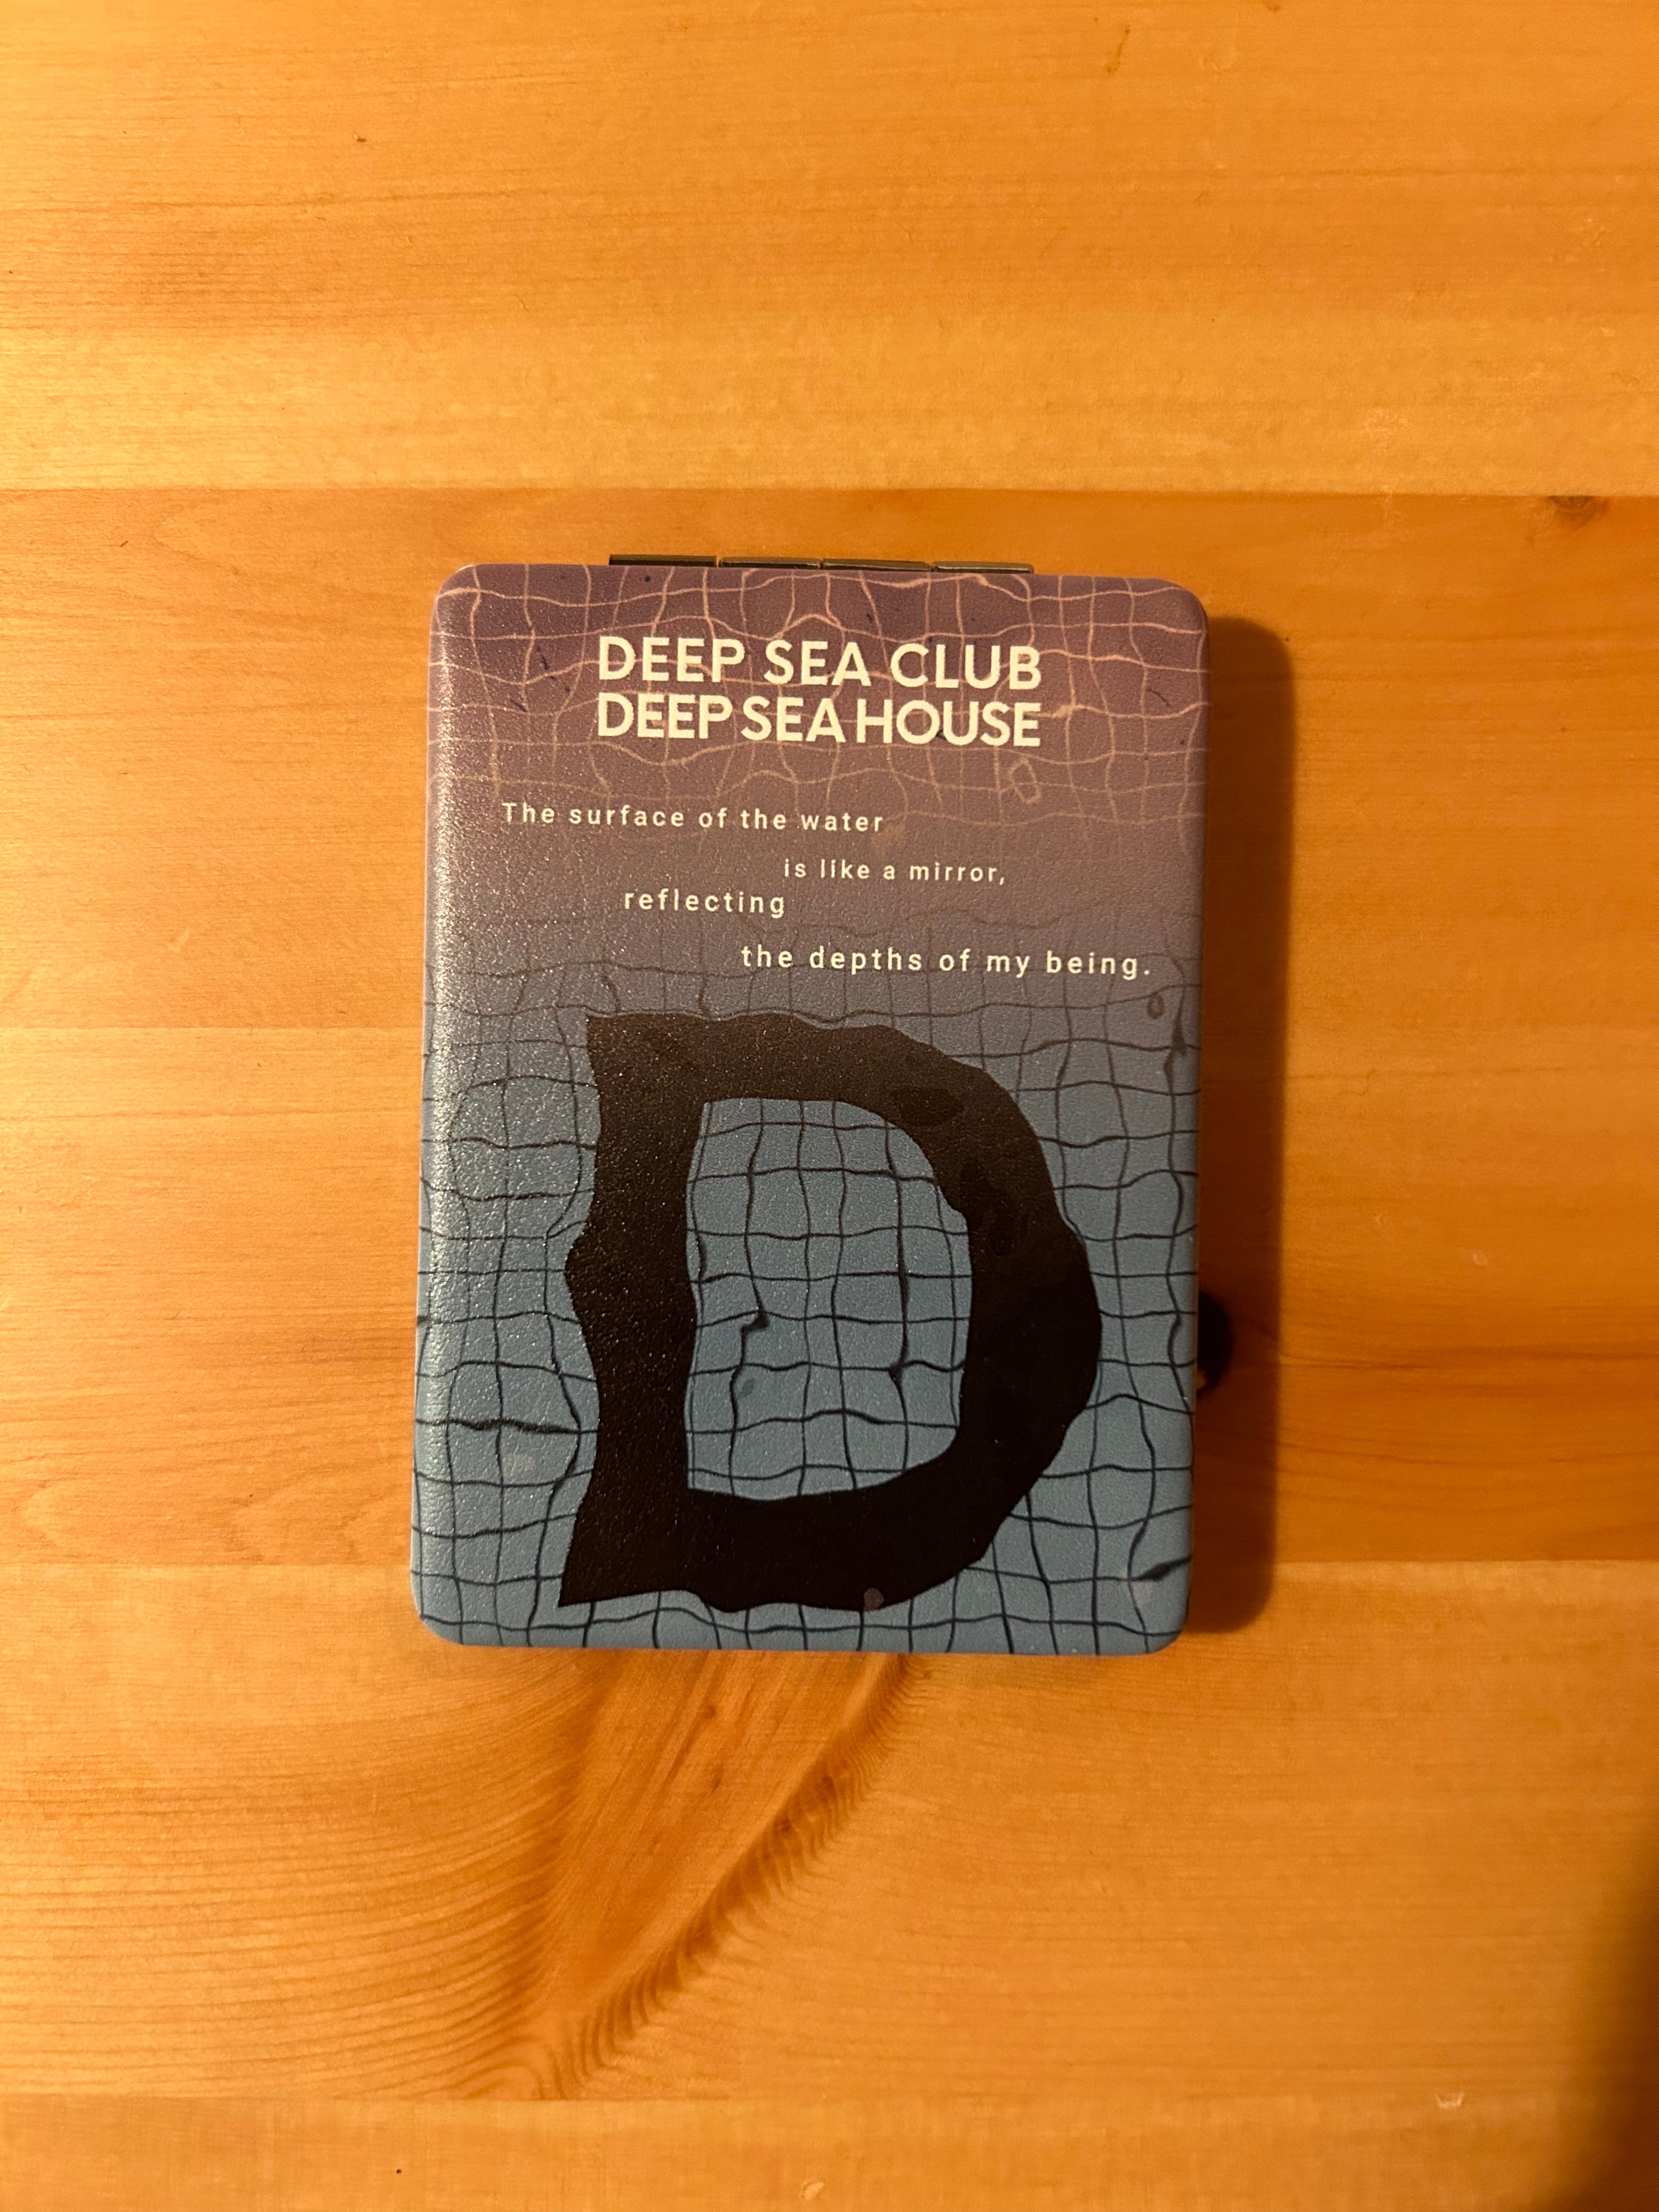 DEEP SEA CLUB
DEEP SEA HOUSE
The surface of the water
is like a mirror,
reflecting
the depths of my being.
D